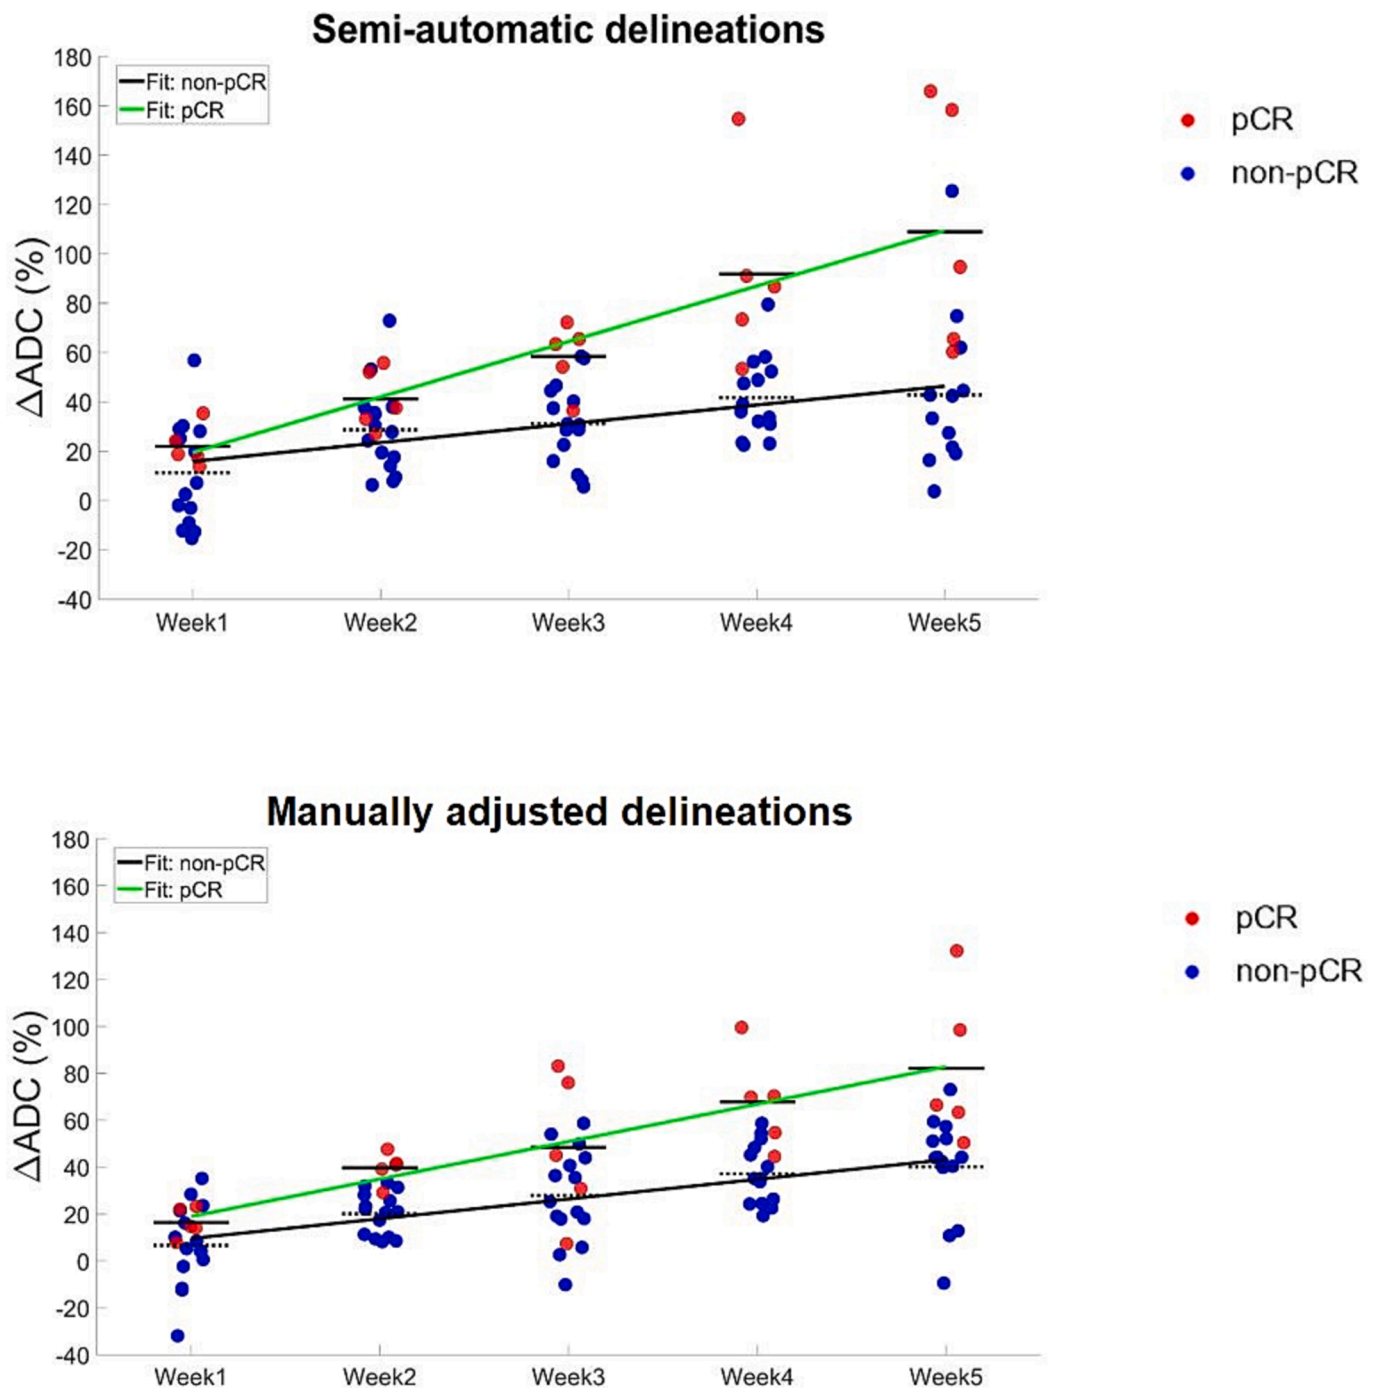 Semi-automatic delineations
180
160
140
120
100
80
60
40
20
0
-20
-40
ΔADC (%)
Fit: non-pCR
Fit: pCR
pCR
non-pCR
Week1 Week2 Week3 Week4 Week5
Manually adjusted delineations
180
160
140
120
100
80
60
40
20
0
-20
-40
ΔADC (%)
Fit: non-pCR
Fit: pCR
pCR
non-pCR
Week1 Week2 Week3 Week4 Week5